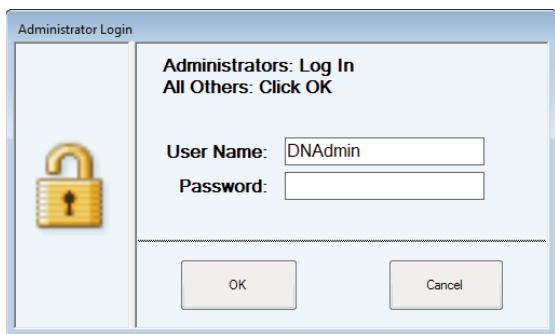 Administrator Login
Administrators: Log In
All Others: Click OK
User Name: DNAdmin
Password:
OK Cancel